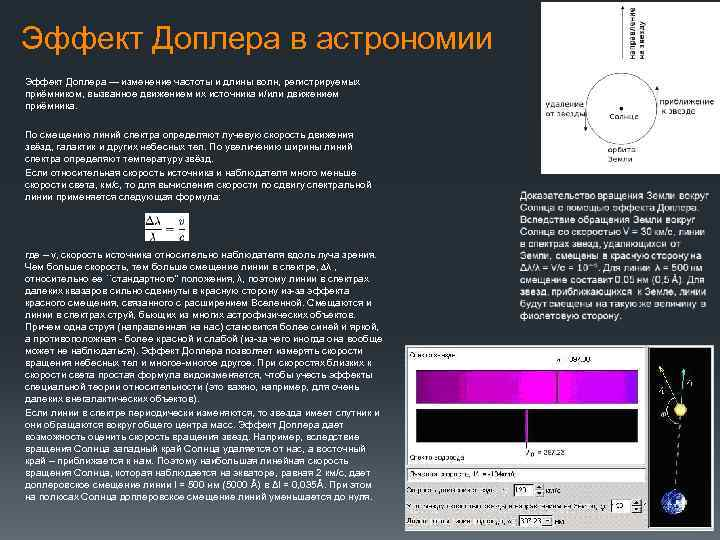 Эффект Доплера в астрономии
Эффект Доплера — изменение частоты и длины волн, регистрируемых
приёмником, вызванное движением их источника и/или движением
приёмника.
По смещению линий спектра определяют лучевую скорость движения
звёзд, галактик и других небесных тел. По увеличению ширины линий
спектра определяют температуру звёзд.
Если относительная скорость источника и наблюдателя много меньше
скорости света, км/с, то для вычисления скорости по сдвигу спектральной
линии применяется следующая формула:
Δλ/λ = v/c
где – v, скорость источника относительно наблюдателя вдоль луча зрения.
Чем больше скорость, тем больше смещение линии в спектре, Δλ ,
относительно ее ``стандартного'' положения, λ, поэтому линии в спектрах
далеких квазаров сильно сдвинуты в красную сторону из-за эффекта
красного смещения, связанного с расширением Вселенной. Смещаются и
линии в спектрах струй, бьющих из многих астрофизических объектов.
Причем одна струя (направленная на нас) становится более синей и яркой,
а противоположная - более красной и слабой (из-за чего иногда она вообще
может не наблюдаться). Эффект Доплера позволяет измерять скорости
вращения небесных тел и многое-многое другое. При скоростях близких к
скорости света простая формула видоизменяется, чтобы учесть эффекты
специальной теории относительности (это важно, например, для очень
далеких внегалактических объектов).
Если линии в спектре периодически изменяются, то звезда имеет спутник и
они обращаются вокруг общего центра масс. Эффект Доплера дает
возможность оценить скорость вращения звезд. Например, вследствие
вращения Солнца западный край Солнца удаляется от нас, а восточный
край – приближается к нам. Поэтому наибольшая линейная скорость
вращения Солнца, которая наблюдается на экваторе, равная 2 км/с, дает
доплеровское смещение линии l = 500 нм (5000 Å) в Δl = 0,035Å. При этом
на полюсах Солнца доплеровское смещение линий уменьшается до нуля.
направление
на звезду
удаление
от звезды
приближение
к звезде
Солнце
орбита
Земли
Доказательство вращения Земли вокруг
Солнца с помощью эффекта Доплера.
Вследствие обращения Земли вокруг
Солнца со скоростью V = 30 км/с, линии
в спектрах звезд, удаляющихся от
Земли, смещены в красную сторону на
Δλ/λ = V/c = 10⁻⁵. Для линии λ = 500 нм
смещение составит 0.05 нм (0,5 Å). Для
звезд, приближающихся к Земле, линии
будут смещены на такую же величину в
фиолетовую сторону.
397.00
= 397.23